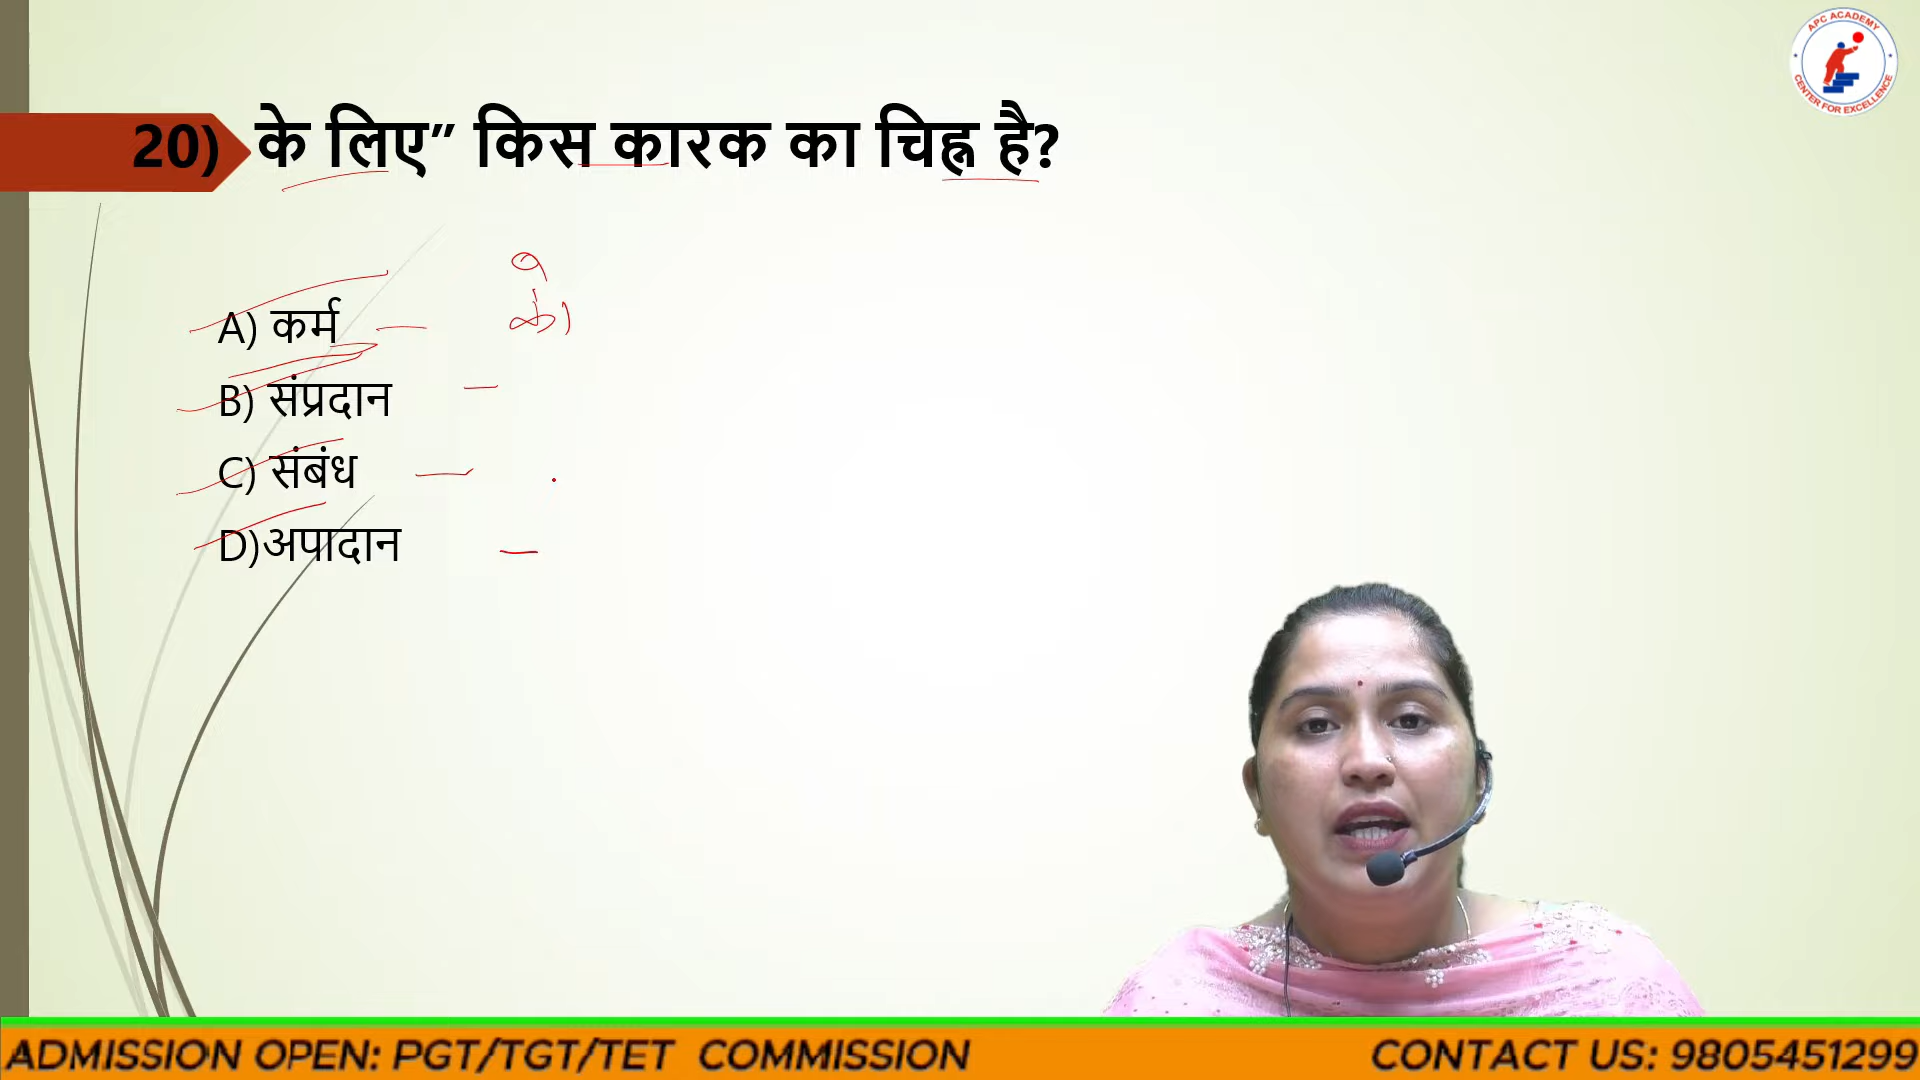 APC ACADEMY
CENTER FOR EXCELLENCE
20) के लिए” किस कारक का चिह्न है?
को
A) कर्म
B) संप्रदान
C) संबंध
D)अपादान
ADMISSION OPEN: PGT/TGT/TET COMMISSION
CONTACT US: 9805451299